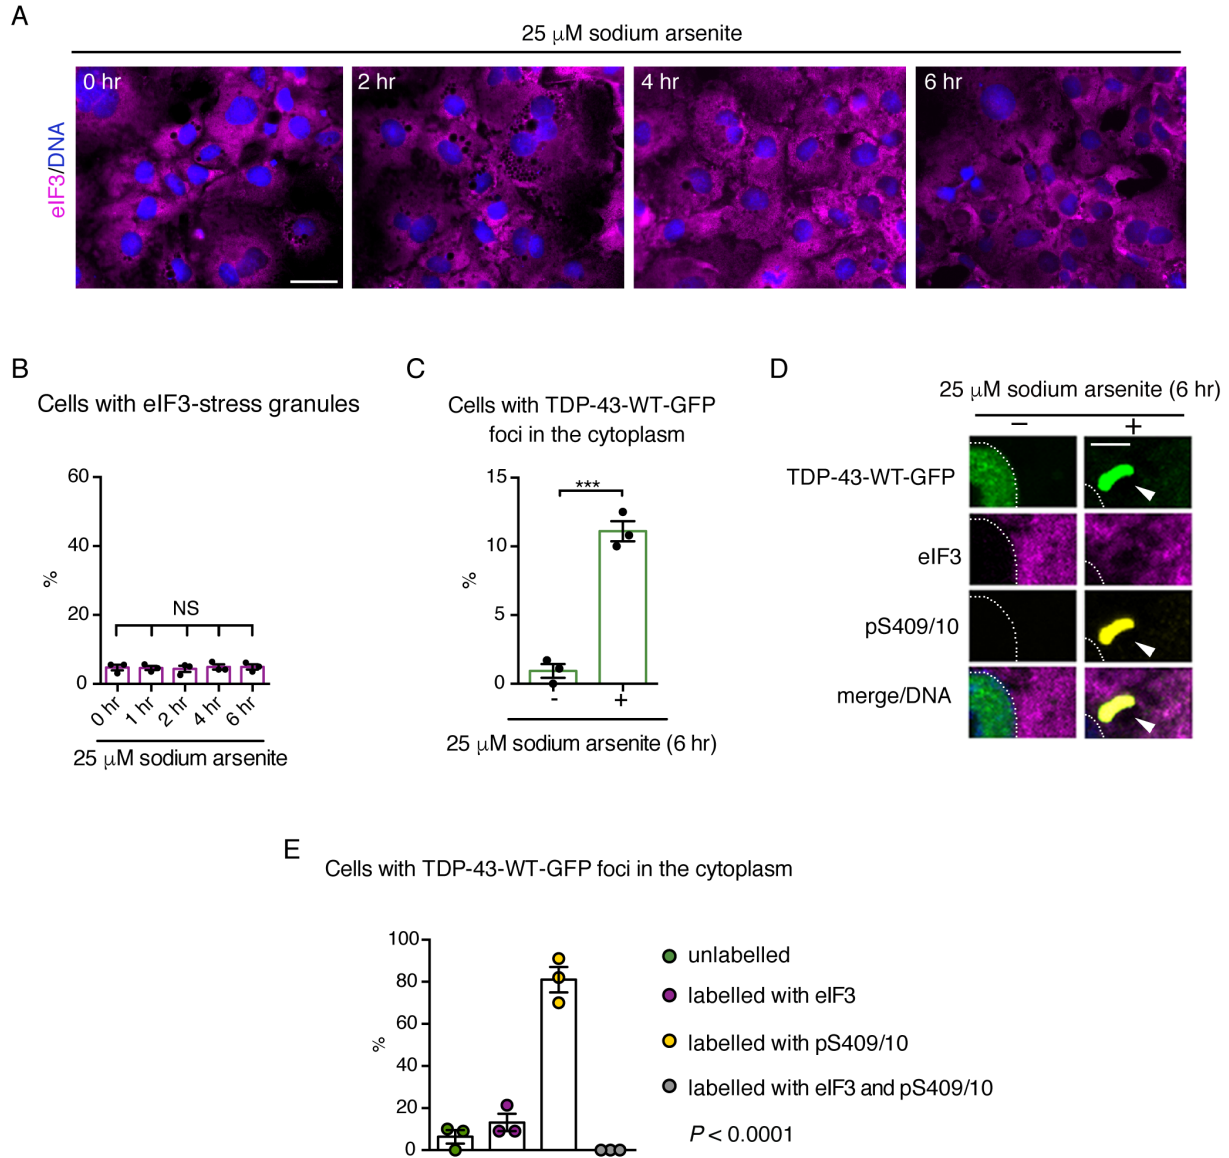 A
25 μM sodium arsenite
eIF3/DNA
0 hr
2 hr
4 hr
6 hr
B
Cells with eIF3-stress granules
%
60
40
20
0
NS
0 hr
1 hr
2 hr
4 hr
6 hr
25 μM sodium arsenite
C
Cells with TDP-43-WT-GFP
foci in the cytoplasm
%
15
10
5
0
***
-
+
25 μM sodium arsenite (6 hr)
D
25 μM sodium arsenite (6 hr)
− +
TDP-43-WT-GFP
eIF3
pS409/10
merge/DNA
E
Cells with TDP-43-WT-GFP foci in the cytoplasm
%
100
80
60
40
20
0
unlabelled
labelled with eIF3
labelled with pS409/10
labelled with eIF3 and pS409/10
P < 0.0001